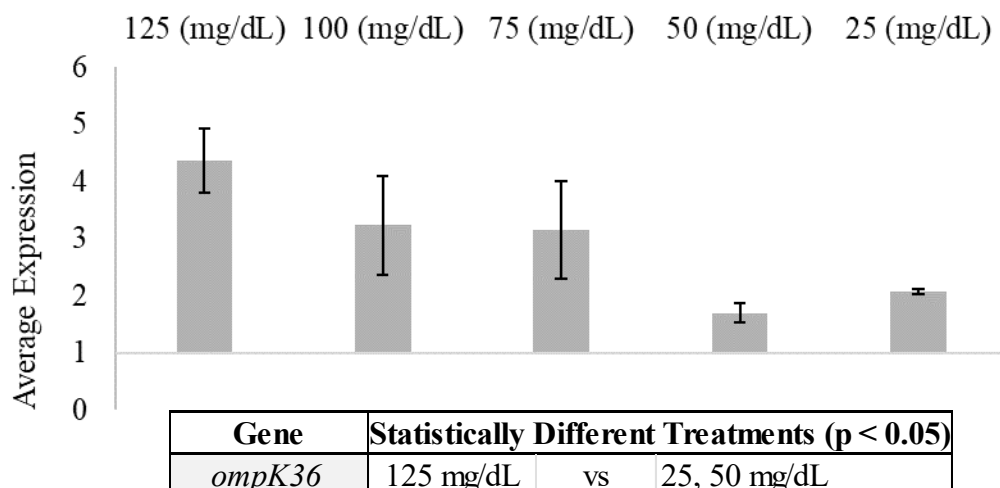 125 (mg/dL) 100 (mg/dL) 75 (mg/dL) 50 (mg/dL) 25 (mg/dL)
Average Expression
6
5
4
3
2
1
0
Gene Statistically Different Treatments (p < 0.05)
ompK36 125 mg/dL vs 25, 50 mg/dL